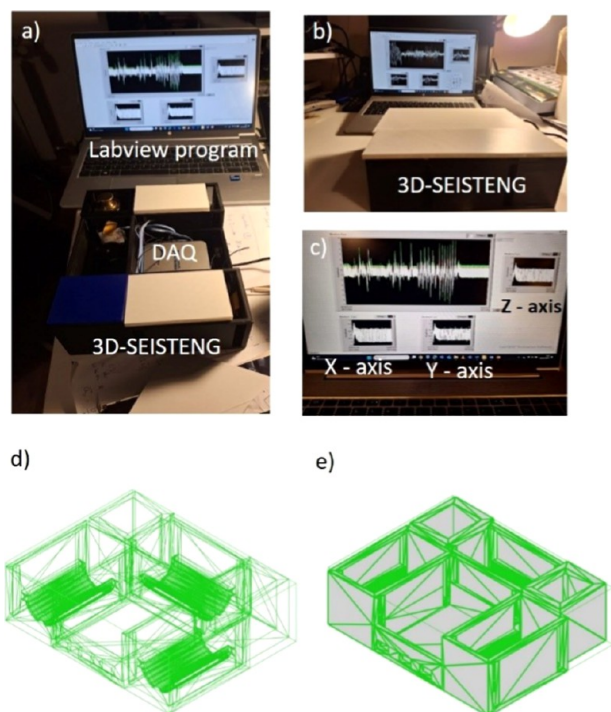 a)
Labview program
DAQ
3D-SEISTENG
b)
3D-SEISTENG
c)
Z - axis
X - axis
Y - axis
d)
e)